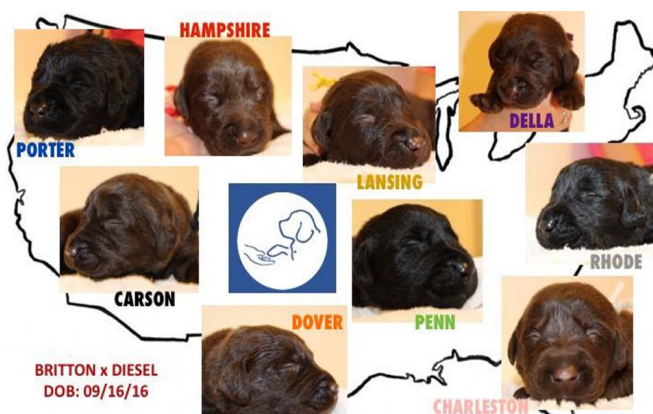 HAMPSHIRE
DELLA
PORTER
LANSING
RHODE
CARSON
DOVER
PENN
BRITTON x DIESEL
DOB: 09/16/16
CHARLESTON